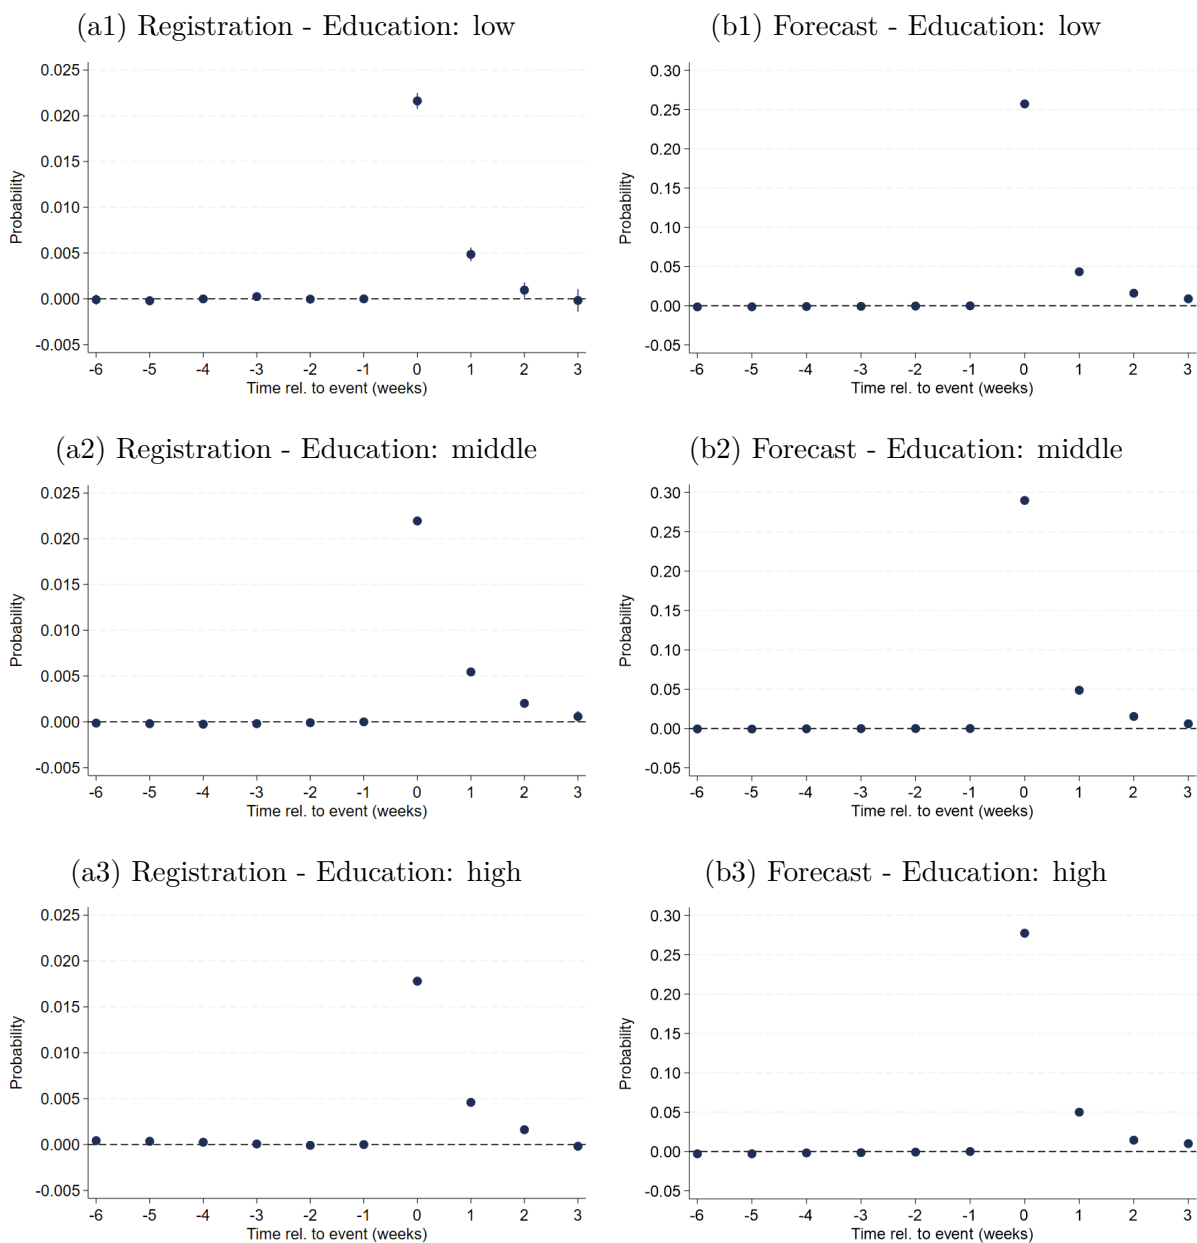 (a1) Registration - Education: low
0.025
0.020
0.015
0.010
0.005
0.000
-0.005
Probability
-6 -5 -4 -3 -2 -1 0 1 2 3
Time rel. to event (weeks)
(b1) Forecast - Education: low
0.30
0.25
0.20
0.15
0.10
0.05
0.00
-0.05
Probability
-6 -5 -4 -3 -2 -1 0 1 2 3
Time rel. to event (weeks)
(a2) Registration - Education: middle
0.025
0.020
0.015
0.010
0.005
0.000
-0.005
Probability
-6 -5 -4 -3 -2 -1 0 1 2 3
Time rel. to event (weeks)
(b2) Forecast - Education: middle
0.30
0.25
0.20
0.15
0.10
0.05
0.00
-0.05
Probability
-6 -5 -4 -3 -2 -1 0 1 2 3
Time rel. to event (weeks)
(a3) Registration - Education: high
0.025
0.020
0.015
0.010
0.005
0.000
-0.005
Probability
-6 -5 -4 -3 -2 -1 0 1 2 3
Time rel. to event (weeks)
(b3) Forecast - Education: high
0.30
0.25
0.20
0.15
0.10
0.05
0.00
-0.05
Probability
-6 -5 -4 -3 -2 -1 0 1 2 3
Time rel. to event (weeks)